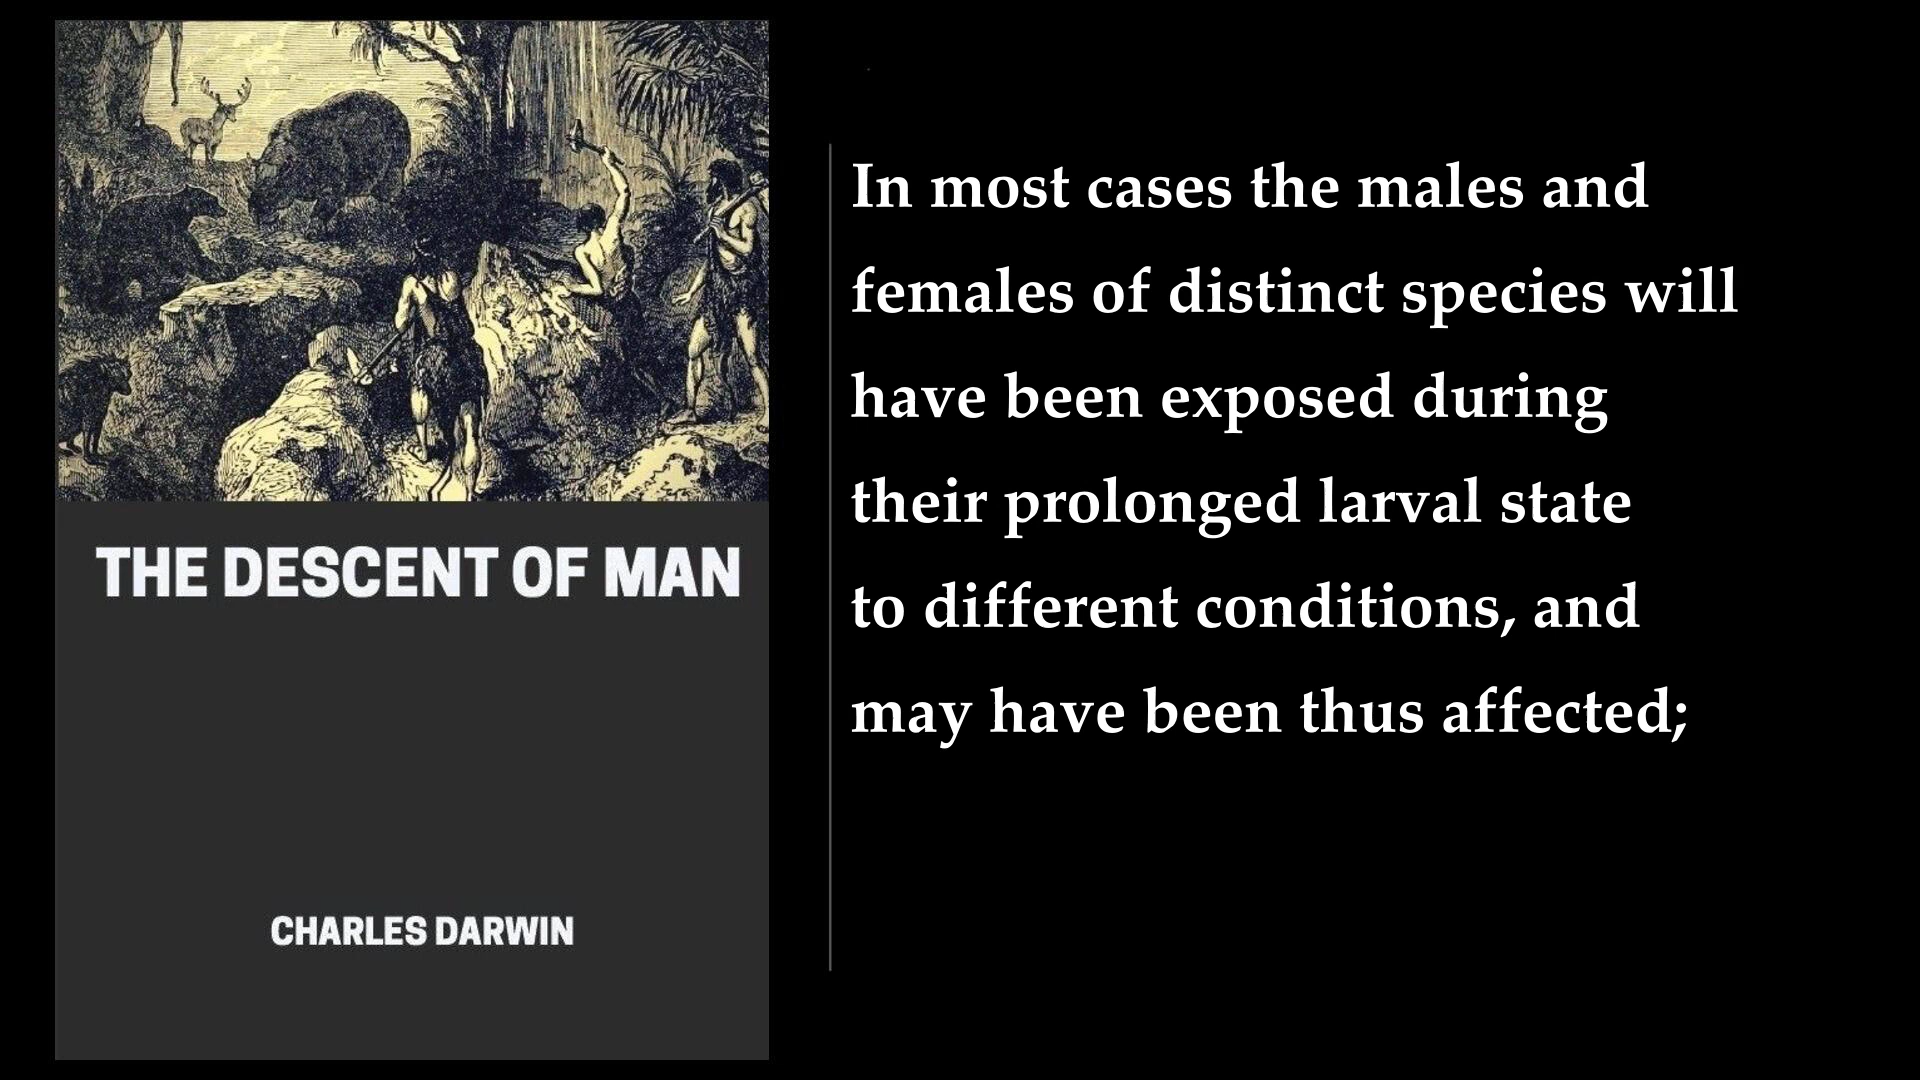 THE DESCENT OF MAN
CHARLES DARWIN
In most cases the males and
females of distinct species will
have been exposed during
their prolonged larval state
to different conditions, and
may have been thus affected;